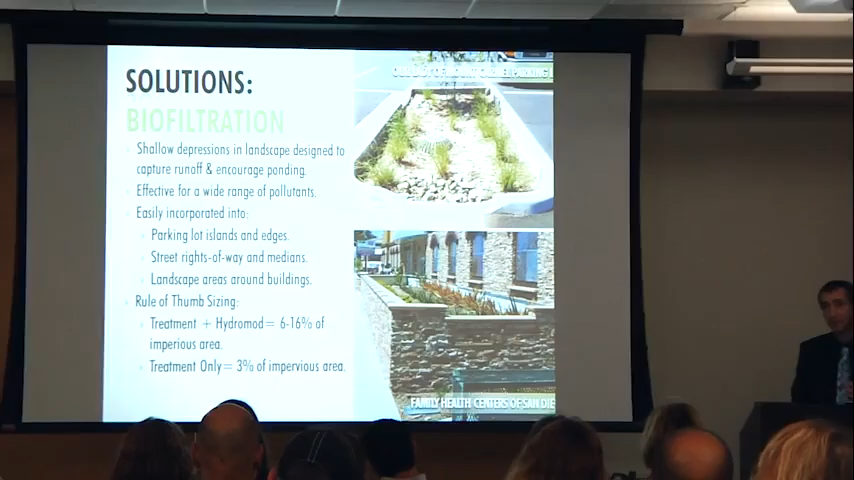 SOLUTIONS:
BIOFILTRATION
Shallow depressions in landscape designed to
capture runoff & encourage ponding.
Effective for a wide range of pollutants.
Easily incorporated into:
Parking lot islands and edges.
Street rights-of-way and medians.
Landscape areas around buildings.
Rule of Thumb Sizing:
Treatment + Hydromod= 6-16% of
imperious area.
Treatment Only= 3% of impervious area.
PARKING
FAMILY HEALTH CENTERS OF SAN DIE